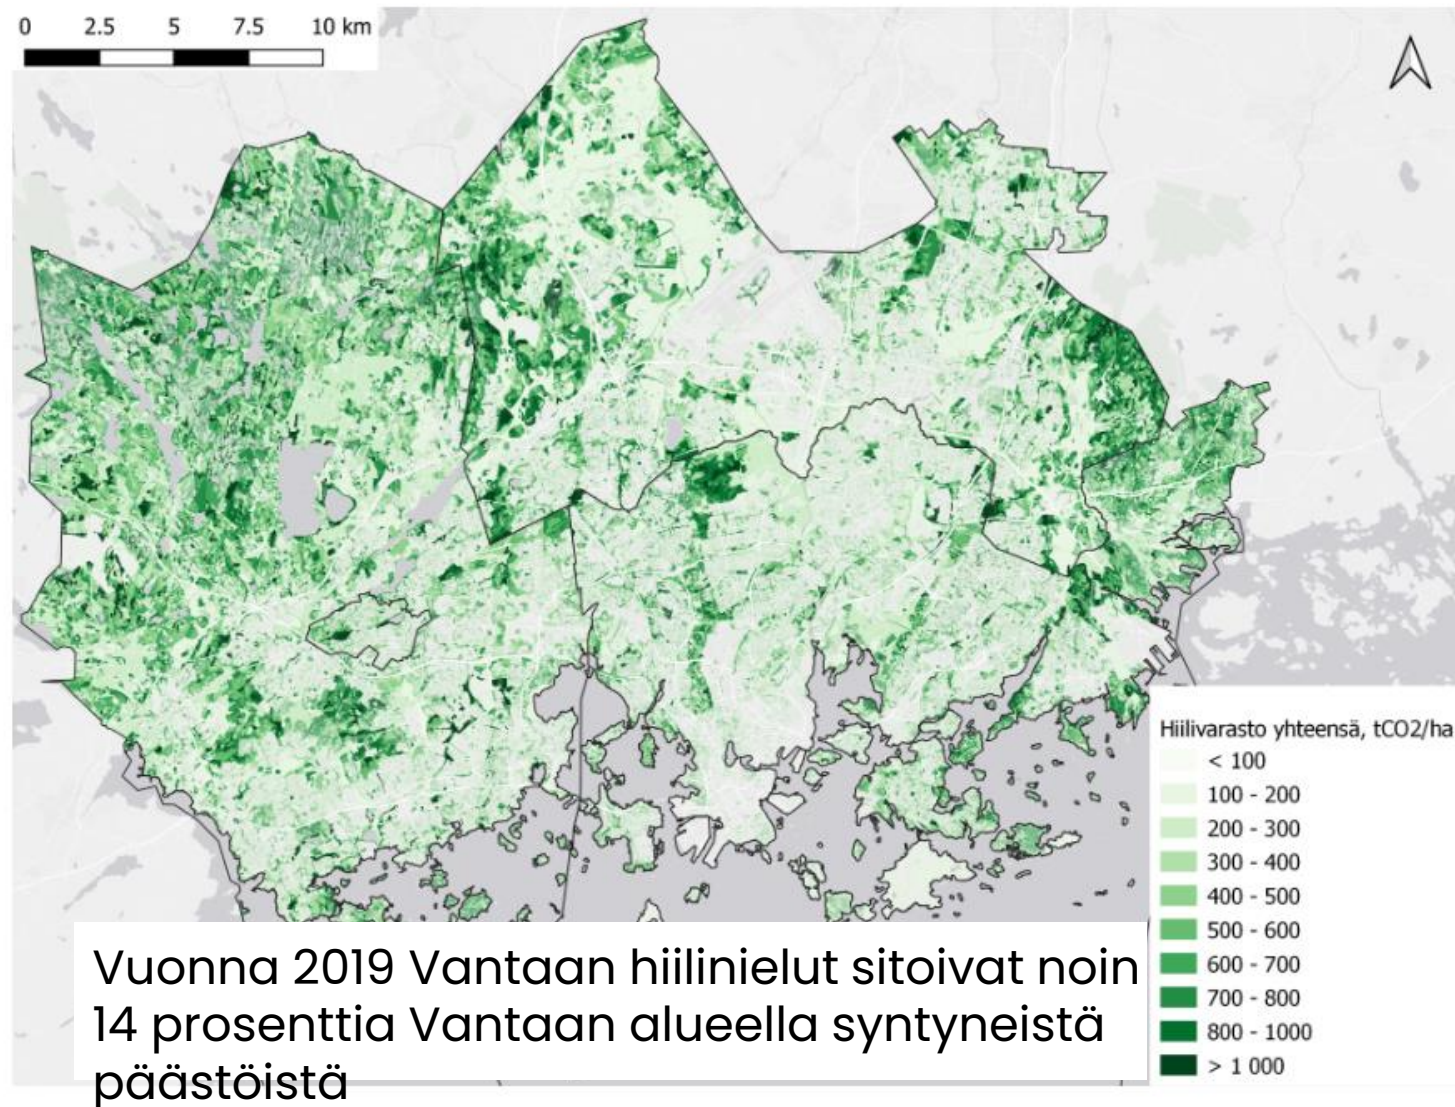 0 2.5 5 7.5 10 km
Hiilivarasto yhteensä, tCO2/ha
< 100
100 - 200
200 - 300
300 - 400
400 - 500
500 - 600
600 - 700
700 - 800
800 - 1000
> 1 000
Vuonna 2019 Vantaan hiilinielut sitoivat noin
14 prosenttia Vantaan alueella syntyneistä
päästöistä